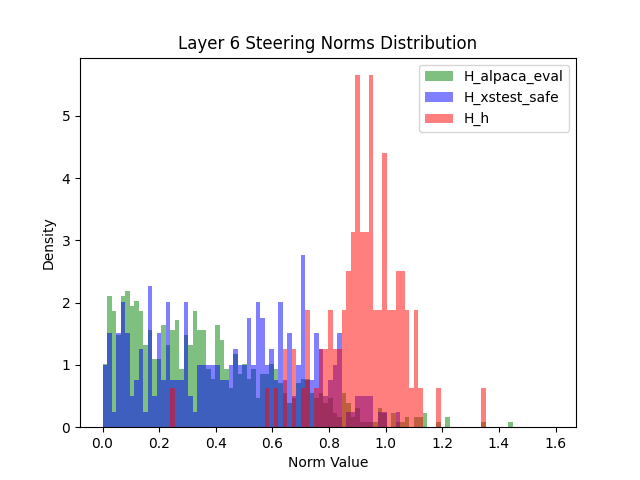 Layer 6 Steering Norms Distribution
H_alpaca_eval
H_xstest_safe
H_h
Density
5
4
3
2
1
0
0.0 0.2 0.4 0.6 0.8 1.0 1.2 1.4 1.6
Norm Value